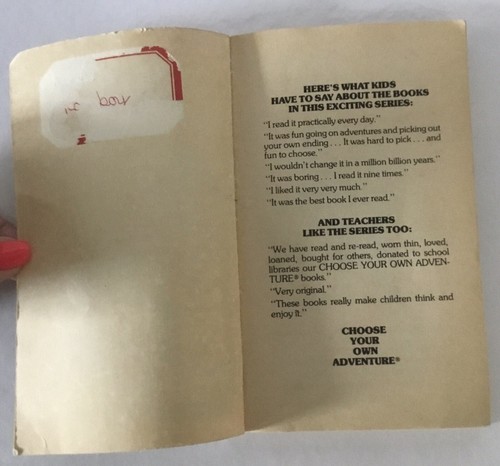 HERE'S WHAT KIDS
HAVE TO SAY ABOUT THE BOOKS
IN THIS EXCITING SERIES:
"I read it practically every day."
"It was fun going on adventures and picking out
your own ending . . . It was hard to pick . . . and
fun to choose."
"I wouldn't change it in a million billion years."
"It was boring . . . I read it nine times."
"I liked it very very much."
"It was the best book I ever read."
AND TEACHERS
LIKE THE SERIES TOO:
"We have read and re-read, worn thin, loved,
loaned, bought for others, donated to school
libraries our CHOOSE YOUR OWN ADVEN-
TURE® books."
"Very original."
"These books really make children think and
enjoy it."
CHOOSE
YOUR
OWN
ADVENTURE®